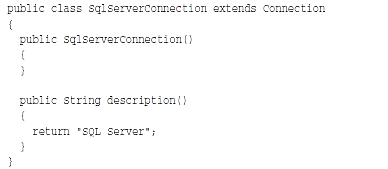 public class SqlServerConnection extends Connection
{
  public SqlServerConnection()
  {
  }

  public String description()
  {
    return "SQL Server";
  }
}